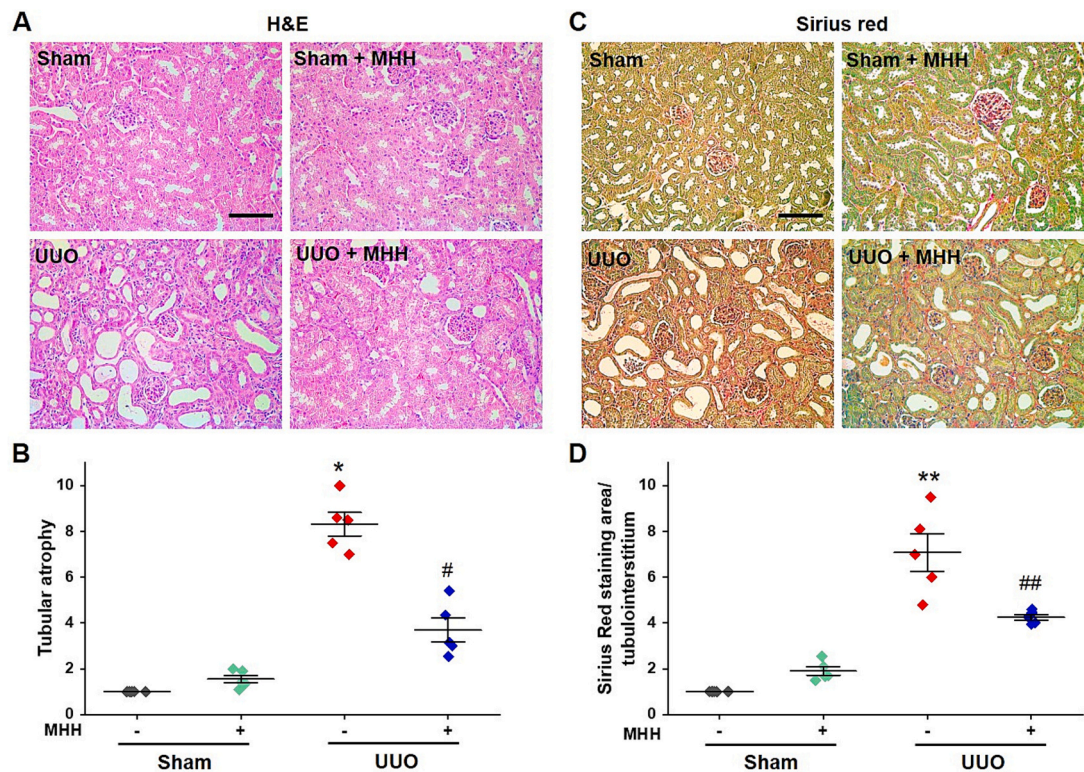 A
H&E
Sham
Sham + MHH
UUO
UUO + MHH
B
Tubular atrophy
10
8
6
4
2
0
*
#
MHH
- + - +
Sham UUO
C
Sirius red
Sham
Sham + MHH
UUO
UUO + MHH
D
Sirius Red staining area/
tubulointerstitium
10
8
6
4
2
0
**
##
MHH
- + - +
Sham UUO